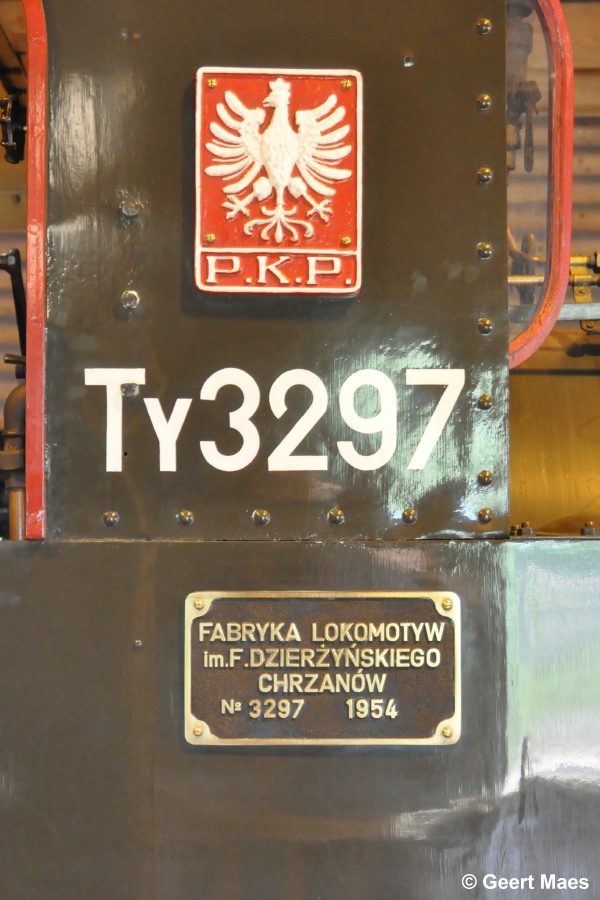 P.K.P.
Ty3297
FABRYKA LOKOMOTYW
im.F.DZIERŻYŃSKIEGO
CHRZANÓW
№ 3297 1954
© Geert Maes